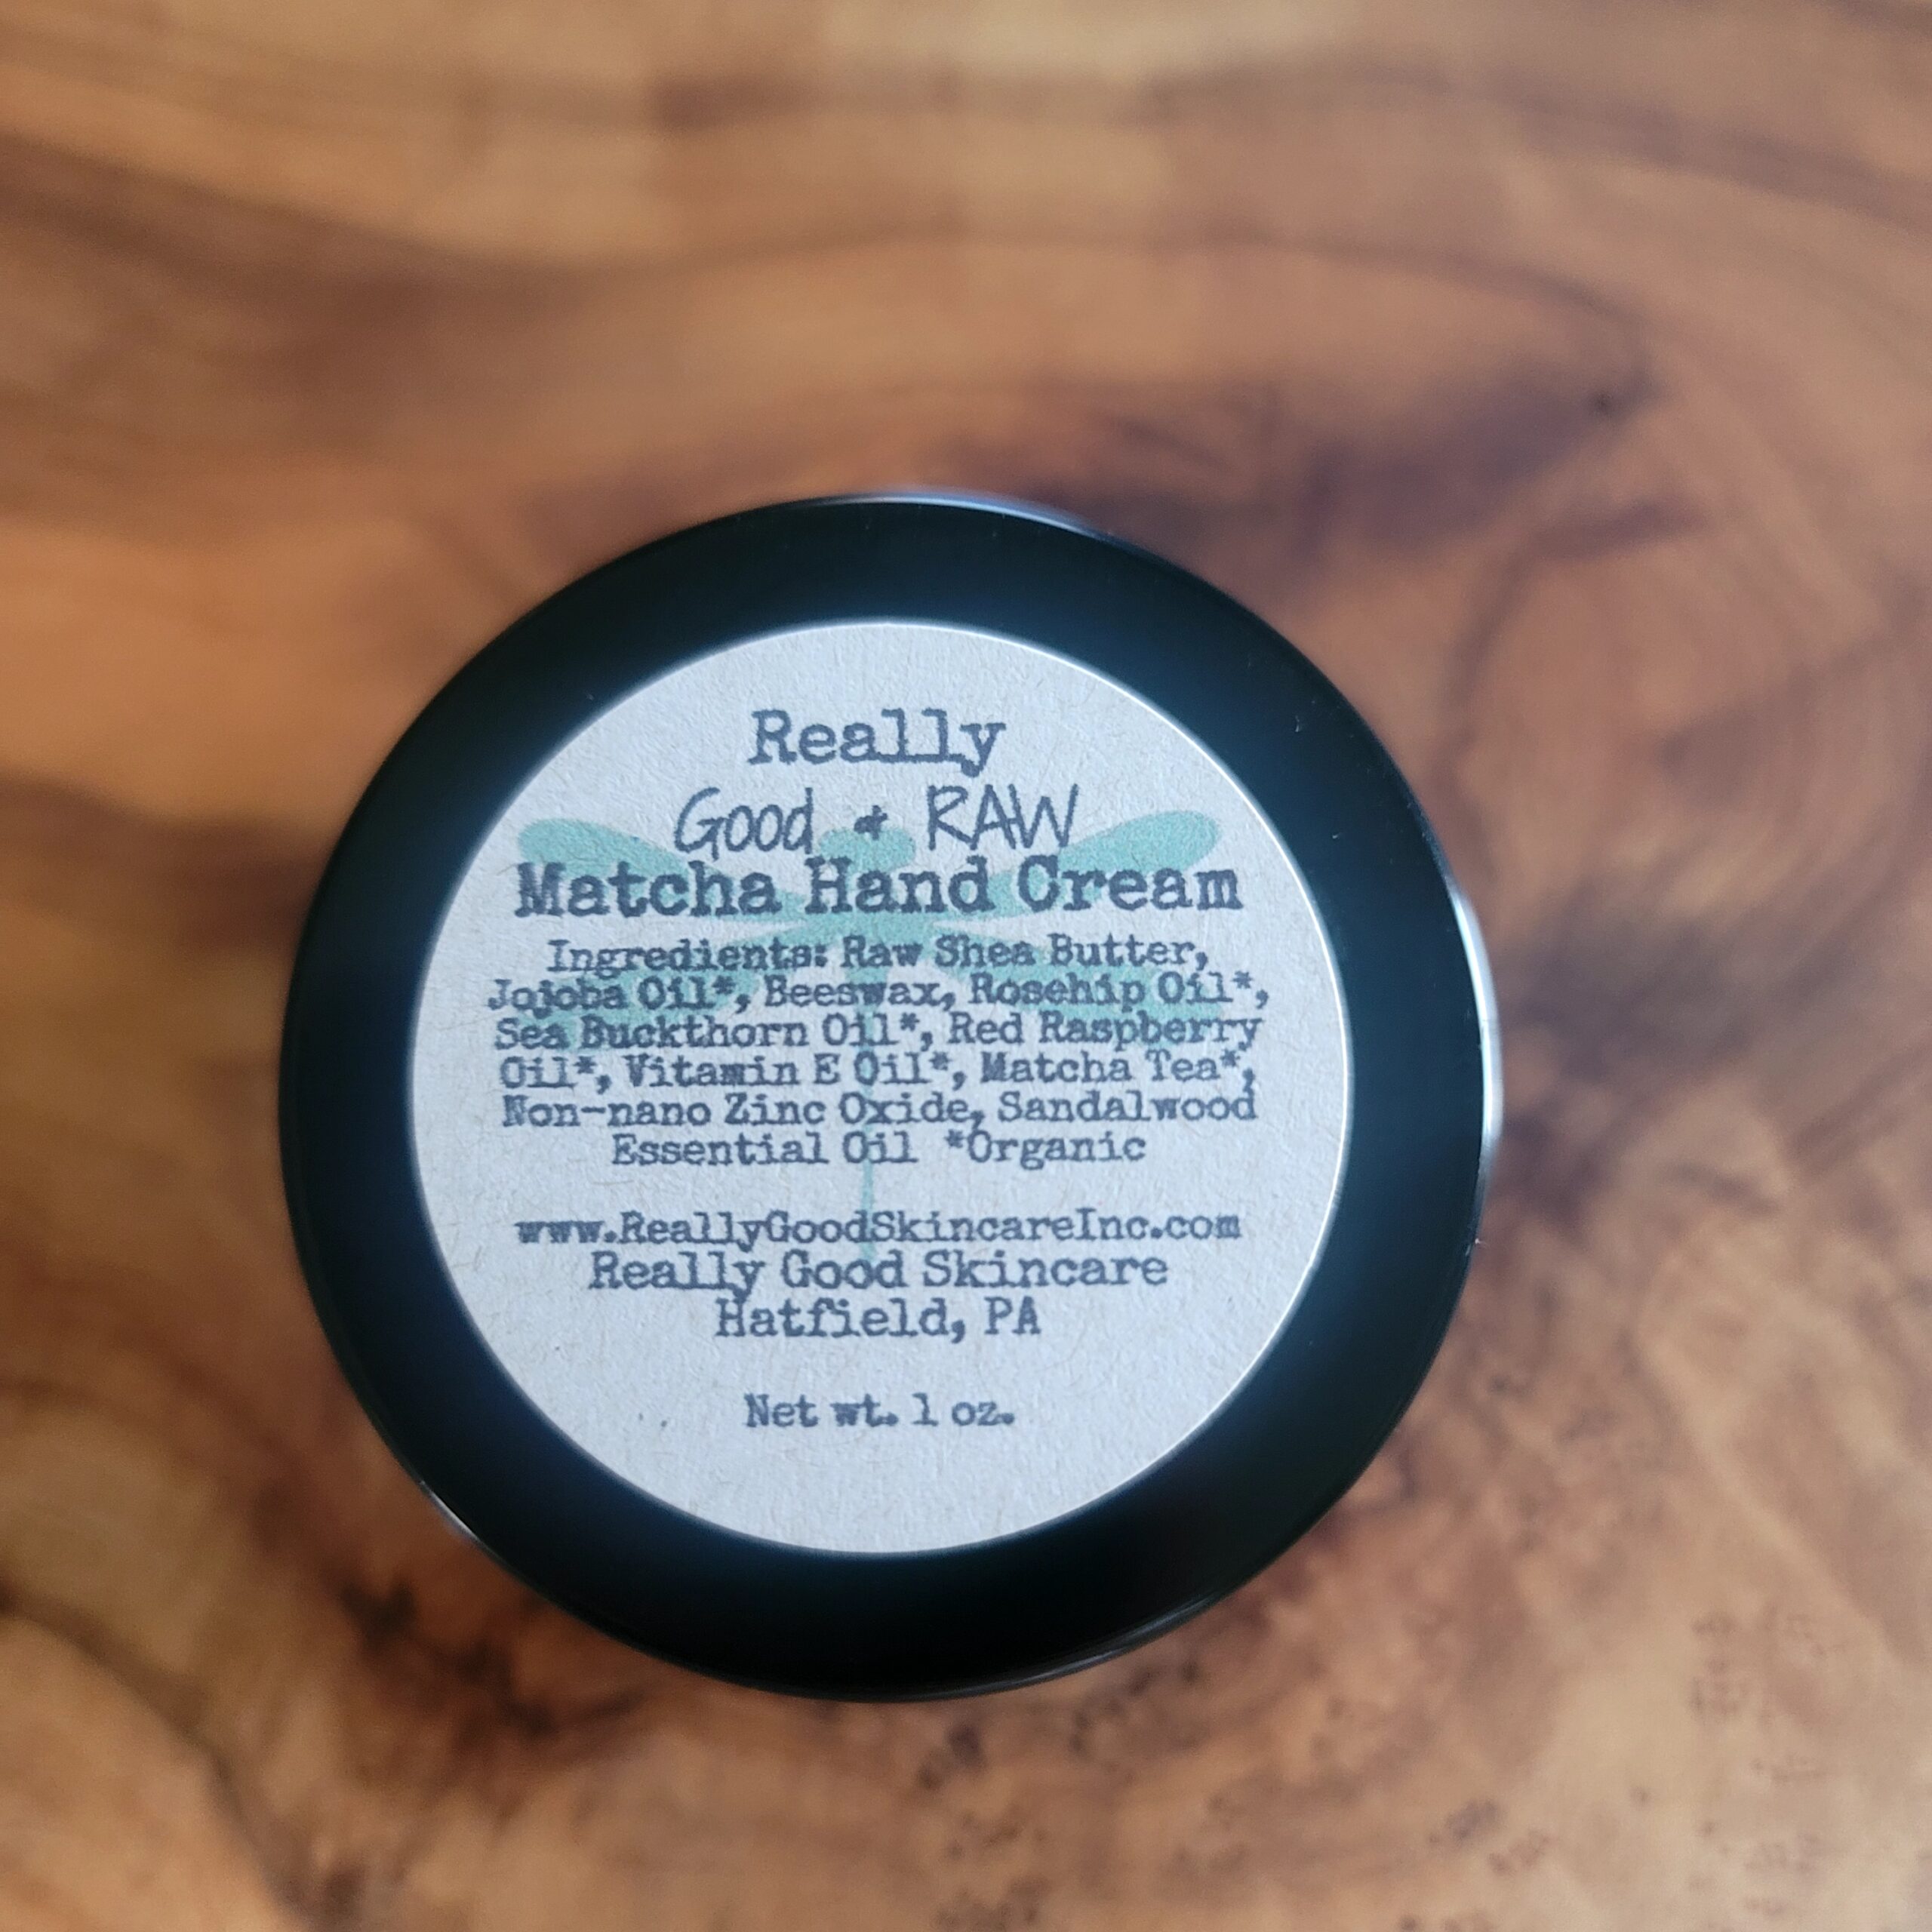 Really
Good & RAW
Matcha Hand Cream
Ingredients: Raw Shea Butter,
Jojoba Oil*, Beeswax, Rosehip Oil*,
Sea Buckthorn Oil*, Red Raspberry
Oil*, Vitamin E Oil*, Matcha Tea*,
Non-nano Zinc Oxide, Sandalwood
Essential Oil *Organic
www.ReallyGoodSkincareInc.com
Really Good Skincare
Hatfield, PA
Net wt. 1 oz.